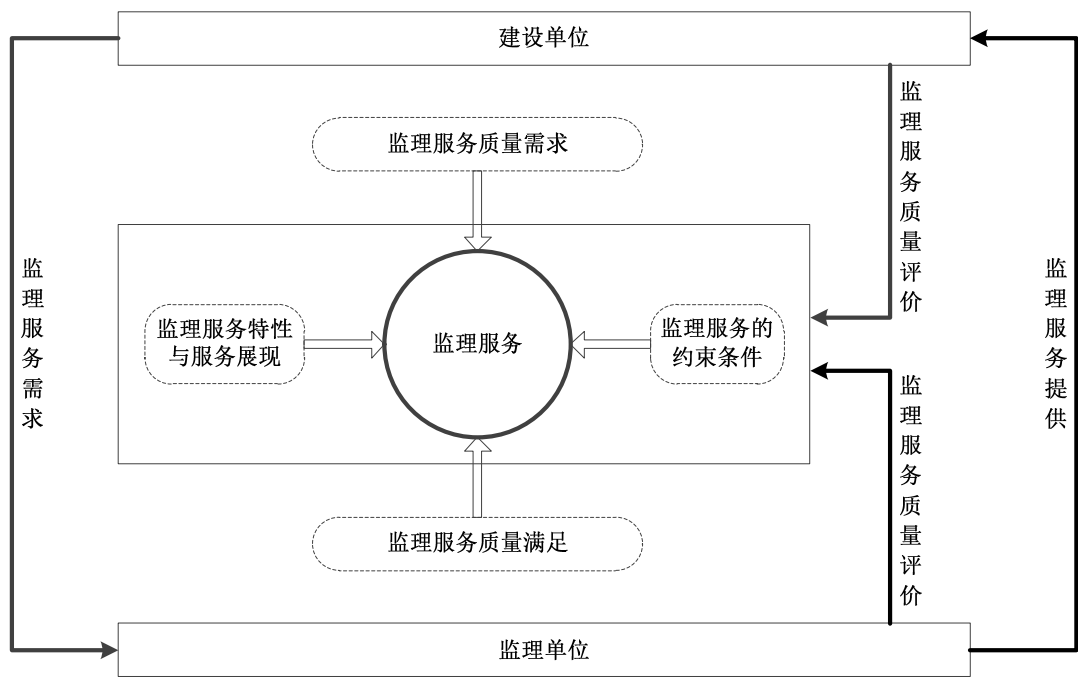 建设单位
监理服务质量需求
监理服务质量评价
监理服务需求
监理服务特性
与服务展现
监理服务
监理服务的
约束条件
监理服务提供
监理服务质量评价
监理服务质量满足
监理单位